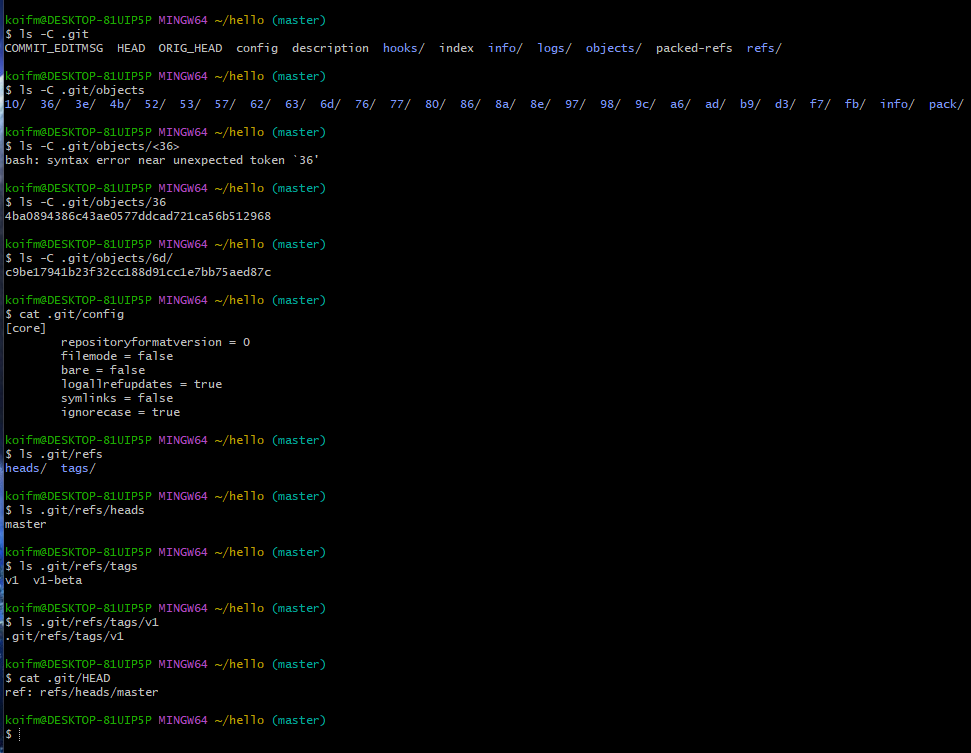 koifm@DESKTOP-81UIP5P MINGW64 ~/hello (master)
$ ls -C .git
COMMIT_EDITMSG  HEAD  ORIG_HEAD  config  description  hooks/  index  info/  logs/  objects/  packed-refs  refs/
koifm@DESKTOP-81UIP5P MINGW64 ~/hello (master)
$ ls -C .git/objects
10/  36/  3e/  4b/  52/  53/  57/  62/  63/  6d/  76/  77/  80/  86/  8a/  8e/  97/  98/  9c/  a6/  ad/  b9/  d3/  f7/  fb/  info/  pack/
koifm@DESKTOP-81UIP5P MINGW64 ~/hello (master)
$ ls -C .git/objects/<36>
bash: syntax error near unexpected token `36'
koifm@DESKTOP-81UIP5P MINGW64 ~/hello (master)
$ ls -C .git/objects/36
4ba0894386c43ae0577ddcad721ca56b512968
koifm@DESKTOP-81UIP5P MINGW64 ~/hello (master)
$ ls -C .git/objects/6d/
c9be17941b23f32cc188d91cc1e7bb75aed87c
koifm@DESKTOP-81UIP5P MINGW64 ~/hello (master)
$ cat .git/config
[core]
        repositoryformatversion = 0
        filemode = false
        bare = false
        logallrefupdates = true
        symlinks = false
        ignorecase = true
koifm@DESKTOP-81UIP5P MINGW64 ~/hello (master)
$ ls .git/refs
heads/  tags/
koifm@DESKTOP-81UIP5P MINGW64 ~/hello (master)
$ ls .git/refs/heads
master
koifm@DESKTOP-81UIP5P MINGW64 ~/hello (master)
$ ls .git/refs/tags
v1  v1-beta
koifm@DESKTOP-81UIP5P MINGW64 ~/hello (master)
$ ls .git/refs/tags/v1
.git/refs/tags/v1
koifm@DESKTOP-81UIP5P MINGW64 ~/hello (master)
$ cat .git/HEAD
ref: refs/heads/master
koifm@DESKTOP-81UIP5P MINGW64 ~/hello (master)
$